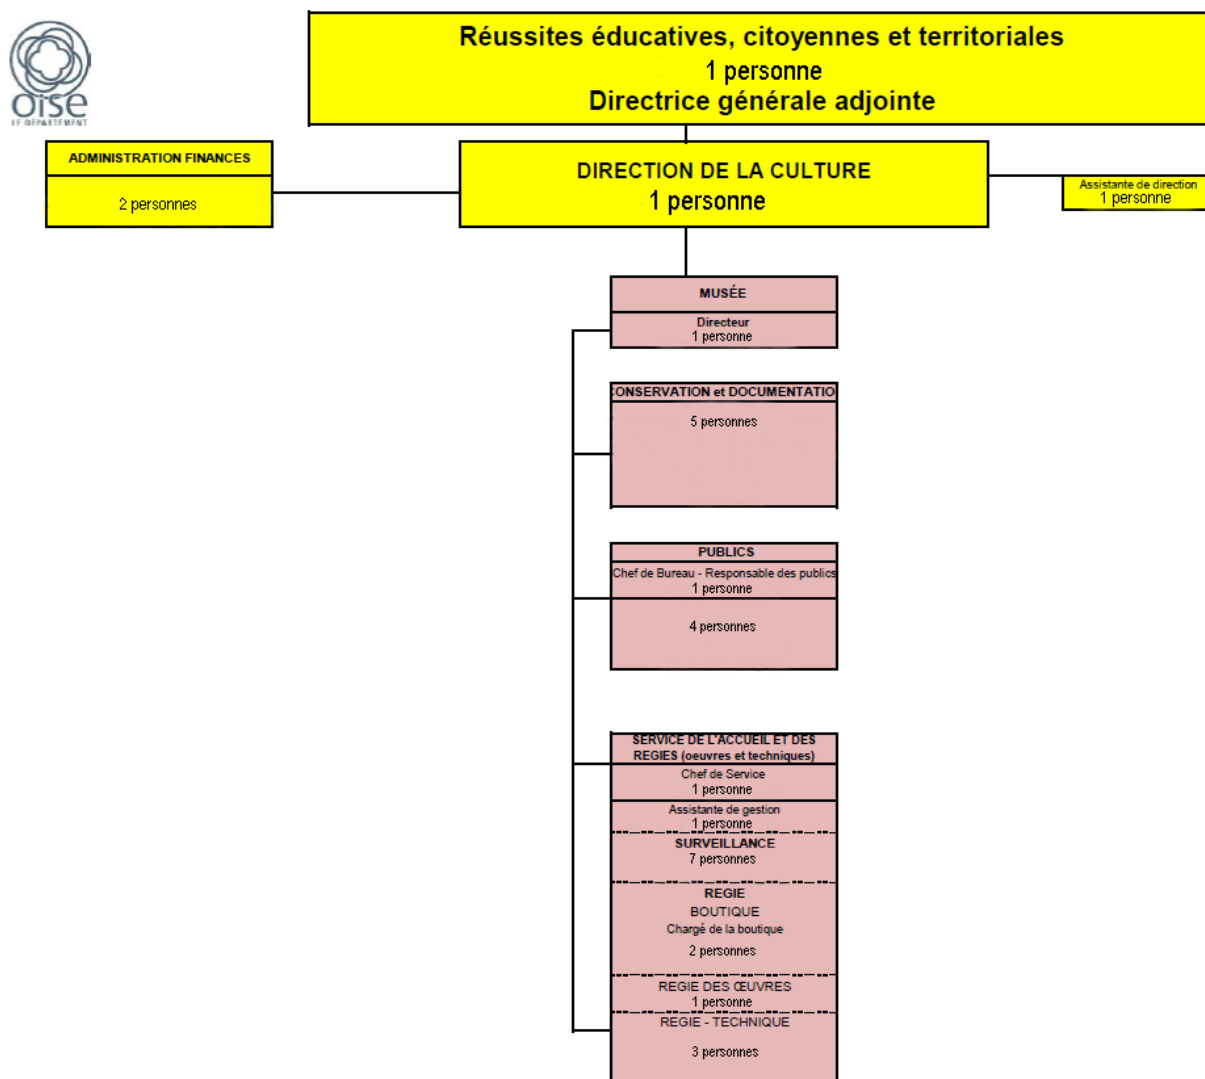 oise
LE DÉPARTEMENT
Réussites éducatives, citoyennes et territoriales
1 personne
Directrice générale adjointe
ADMINISTRATION FINANCES
2 personnes
DIRECTION DE LA CULTURE
1 personne
Assistante de direction
1 personne
MUSÉE
Directeur
1 personne
CONSERVATION et DOCUMENTATIO
5 personnes
PUBLICS
Chef de Bureau - Responsable des publics
1 personne
4 personnes
SERVICE DE L'ACCUEIL ET DES
REGIES (oeuvres et techniques)
Chef de Service
1 personne
Assistante de gestion
1 personne
SURVEILLANCE
7 personnes
REGIE
BOUTIQUE
Chargé de la boutique
2 personnes
REGIE DES ŒUVRES
1 personne
REGIE - TECHNIQUE
3 personnes